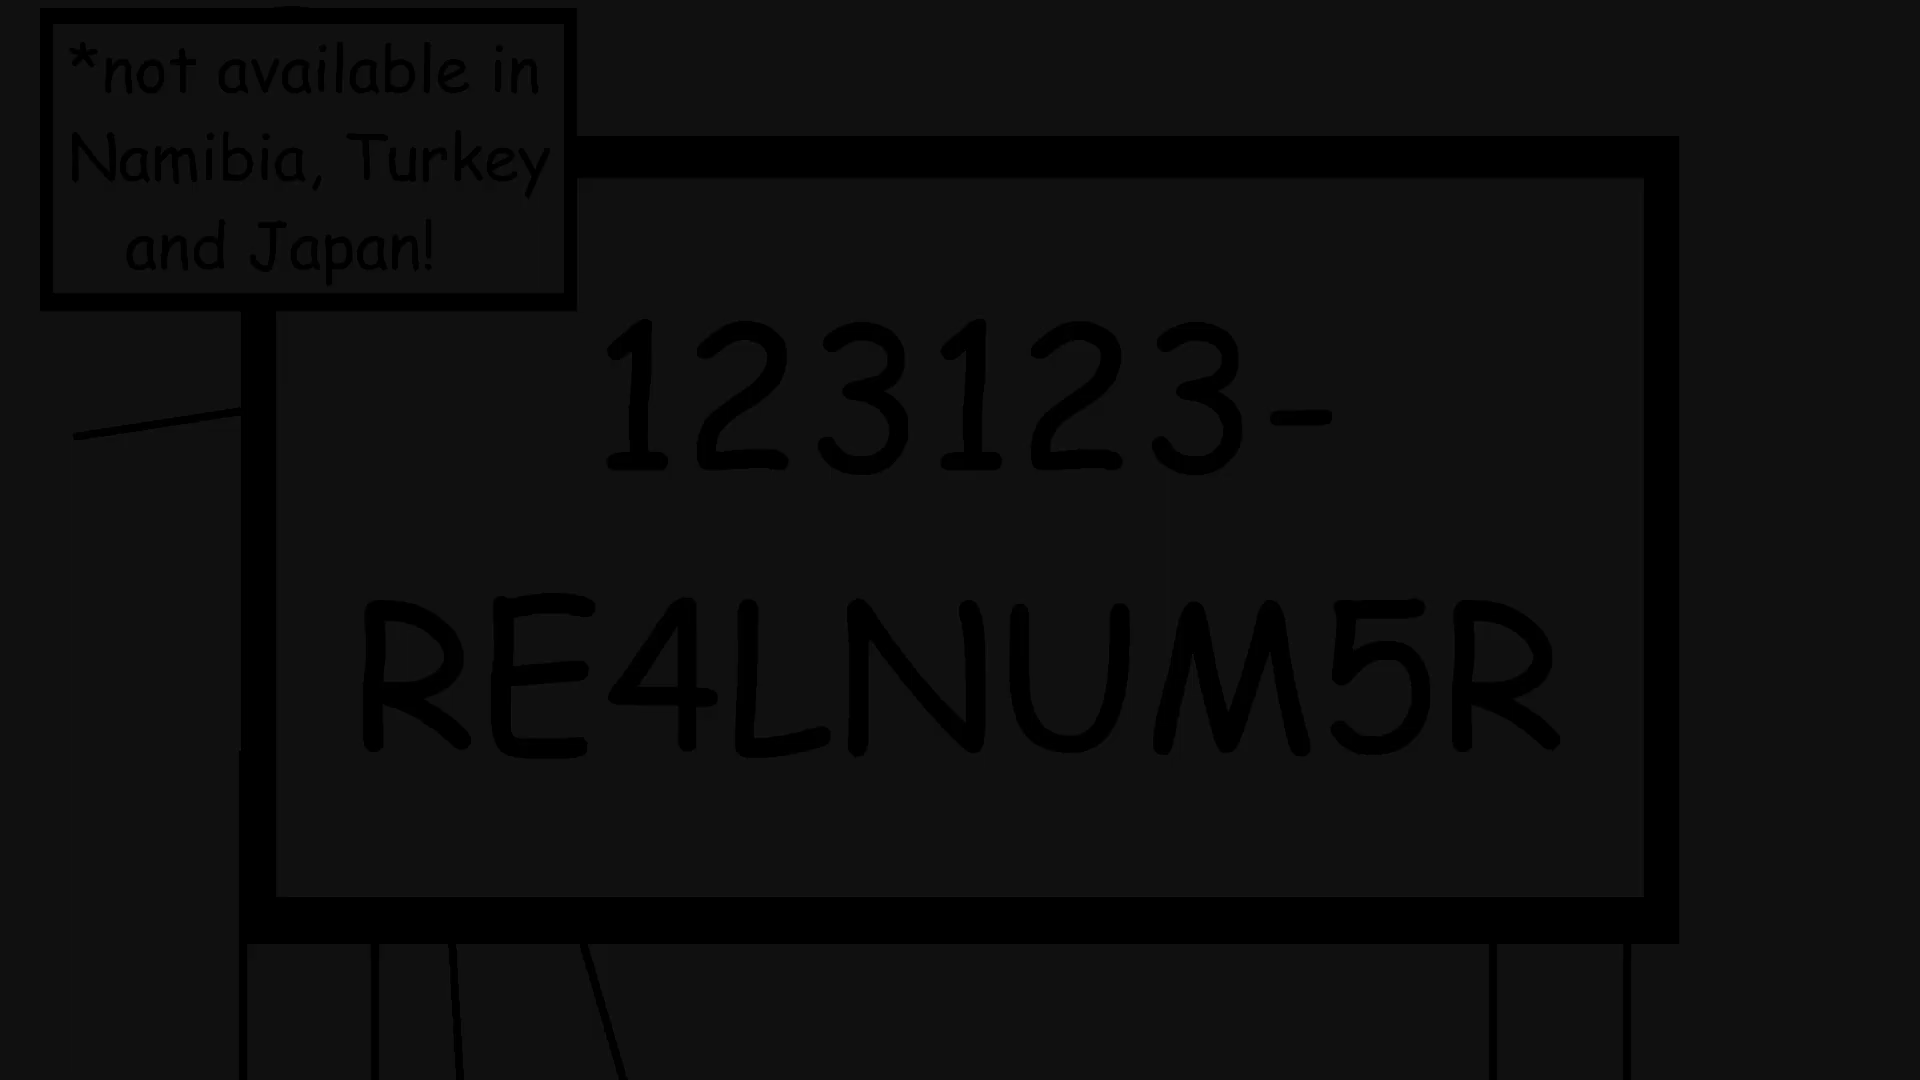 *not available in
Namibia, Turkey
and Japan!
123123-
RE4LNUM5R